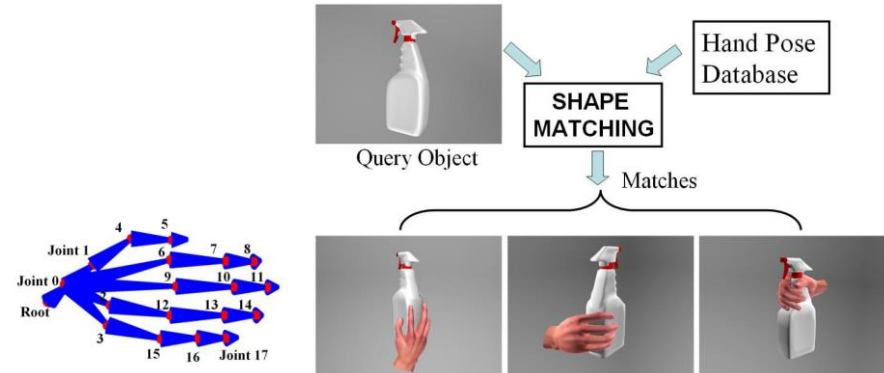 Hand Pose
Database
SHAPE
MATCHING
Query Object
Matches
4
5
Joint 1
6
7
8
Joint 0
9
10
11
Root
2
12
13
14
3
15
16
Joint 17